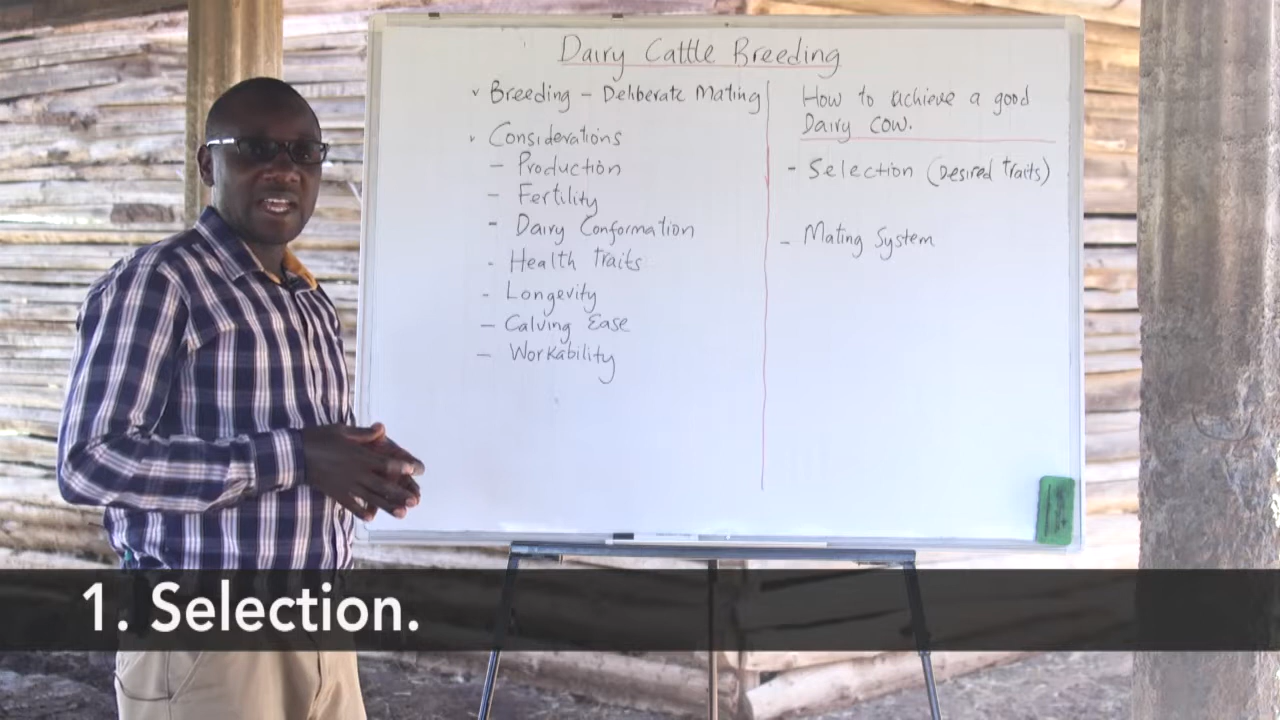 Dairy Cattle Breeding
v Breeding - Deliberate Mating
v Considerations
- Production
- Fertility
- Dairy Conformation
- Health Traits
- Longevity
- Calving Ease
- Workability
How to achieve a good
Dairy cow.
- Selection (Desired Traits)
- Mating System
1. Selection.